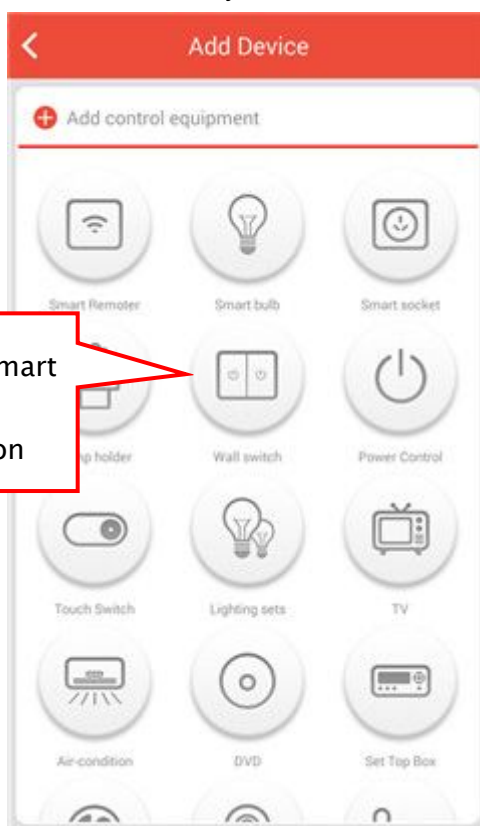 Add Device
Add control equipment
Smart Remoter
Smart bulb
Smart socket
mart
on
holder
Wall switch
Power Control
Touch Switch
Lighting sets
TV
Air-condition
DVD
Set Top Box